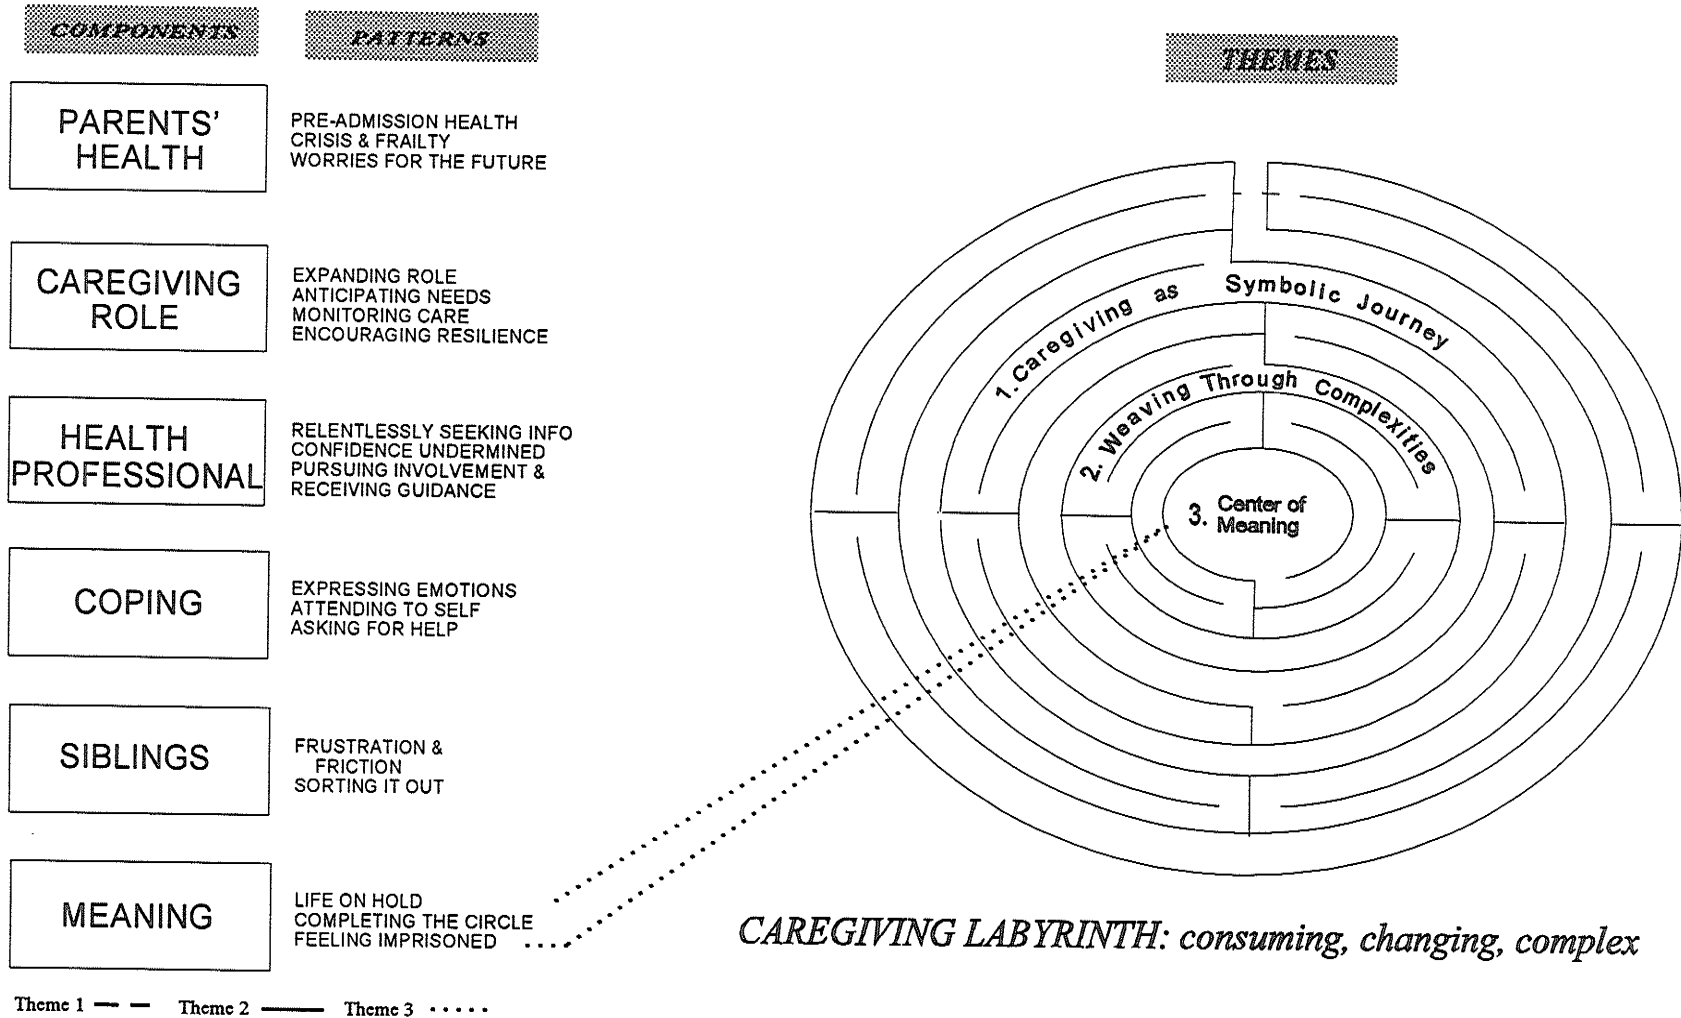 COMPONENTS
PATTERNS
THEMES
PARENTS'
HEALTH
PRE-ADMISSION HEALTH
CRISIS & FRAILTY
WORRIES FOR THE FUTURE
CAREGIVING
ROLE
EXPANDING ROLE
ANTICIPATING NEEDS
MONITORING CARE
ENCOURAGING RESILIENCE
HEALTH
PROFESSIONAL
RELENTLESSLY SEEKING INFO
CONFIDENCE UNDERMINED
PURSUING INVOLVEMENT &
RECEIVING GUIDANCE
COPING
EXPRESSING EMOTIONS
ATTENDING TO SELF
ASKING FOR HELP
SIBLINGS
FRUSTRATION &
FRICTION
SORTING IT OUT
MEANING
LIFE ON HOLD
COMPLETING THE CIRCLE
FEELING IMPRISONED
1. Caregiving as Symbolic Journey
2. Weaving Through Complexities
3. Center of
Meaning
CAREGIVING LABYRINTH: consuming, changing, complex
Theme 1
Theme 2
Theme 3